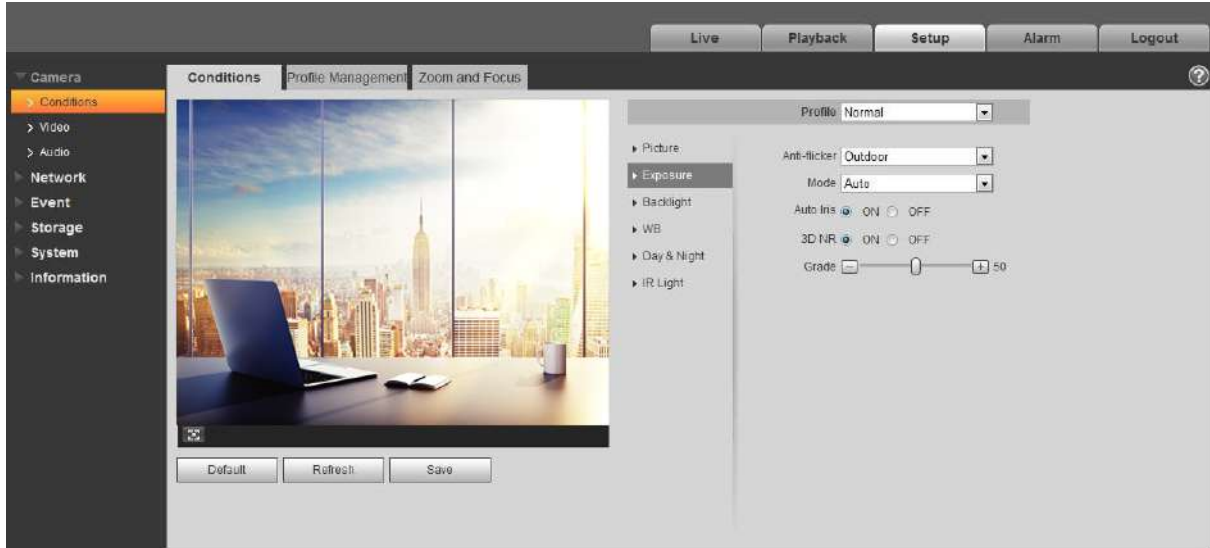 Live Playback Setup Alarm Logout
Camera
Conditions
Video
Audio
Network
Event
Storage
System
Information
Conditions Profile Management Zoom and Focus
Profile Normal
Picture
Exposure
Backlight
WB
Day & Night
IR Light
Anti-flicker Outdoor
Mode Auto
Auto Iris ON OFF
3D NR ON OFF
Grade 50
Default Refresh Save